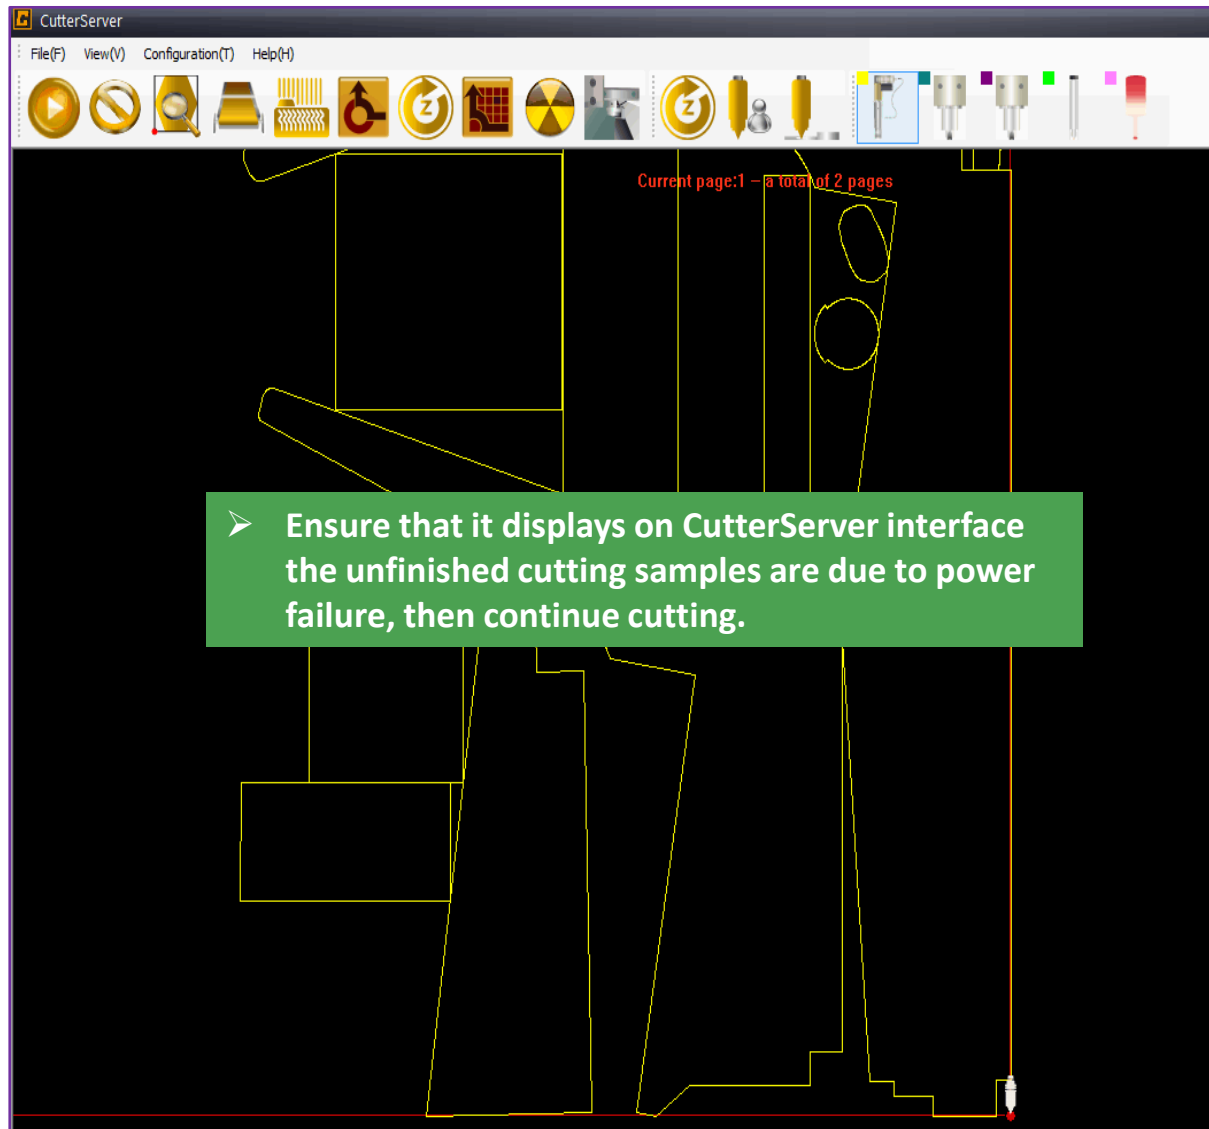 CutterServer
File(F) View(V) Configuration(T) Help(H)
Z Z
Current page:1 – a total of 2 pages
➢ Ensure that it displays on CutterServer interface
the unfinished cutting samples are due to power
failure, then continue cutting.